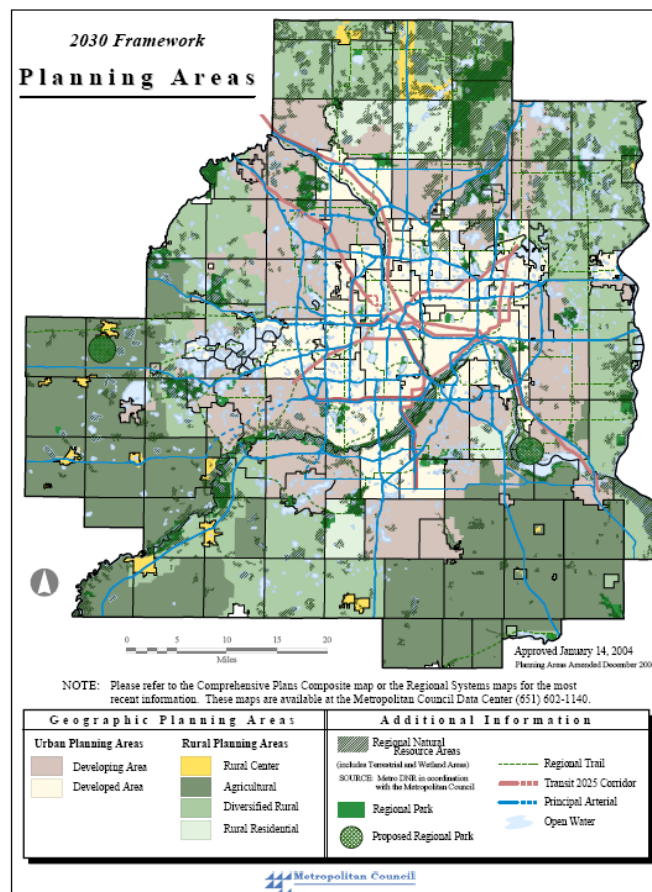 2030 Framework
Planning Areas
0 5 10 15 20
Miles
Approved January 14, 2004
Planning Areas Amended December
NOTE: Please refer to the Comprehensive Plans Composite map or the Regional Systems maps for the most
recent information. These maps are available at the Metropolitan Council Data Center (651) 602-1140.
Geographic Planning Areas
Urban Planning Areas
Developing Area
Developed Area
Rural Planning Areas
Rural Center
Agricultural
Diversified Rural
Rural Residential
Additional Information
Regional Natural
Resource Areas
(includes Terrestrial and Wetland Areas)
SOURCE: Metro DNR in coordination
with the Metropolitan Council
Regional Park
Proposed Regional Park
Regional Trail
Transit 2025 Corridor
Principal Arterial
Open Water
Metropolitan Council